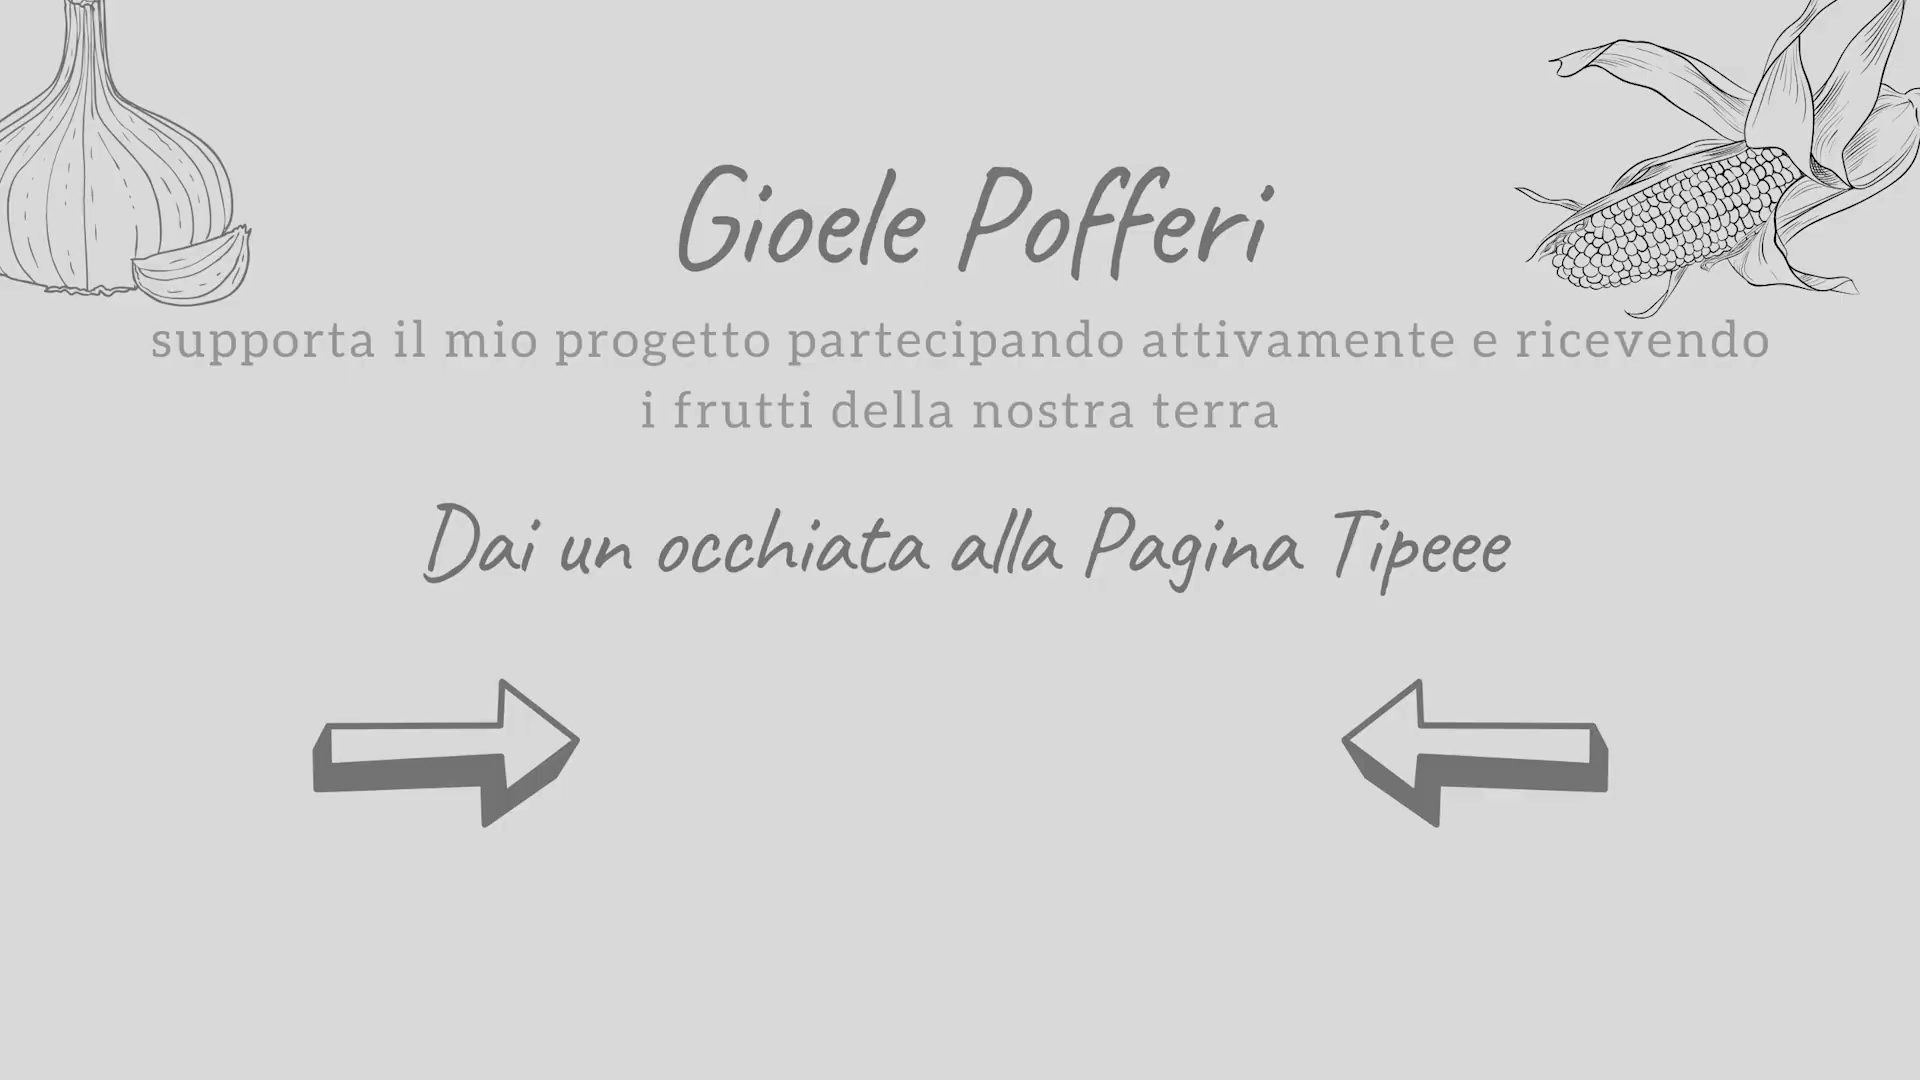 Gioele Pofferi
supporta il mio progetto partecipando attivamente e ricevendo
i frutti della nostra terra
Dai un occhiata alla Pagina Tipeee